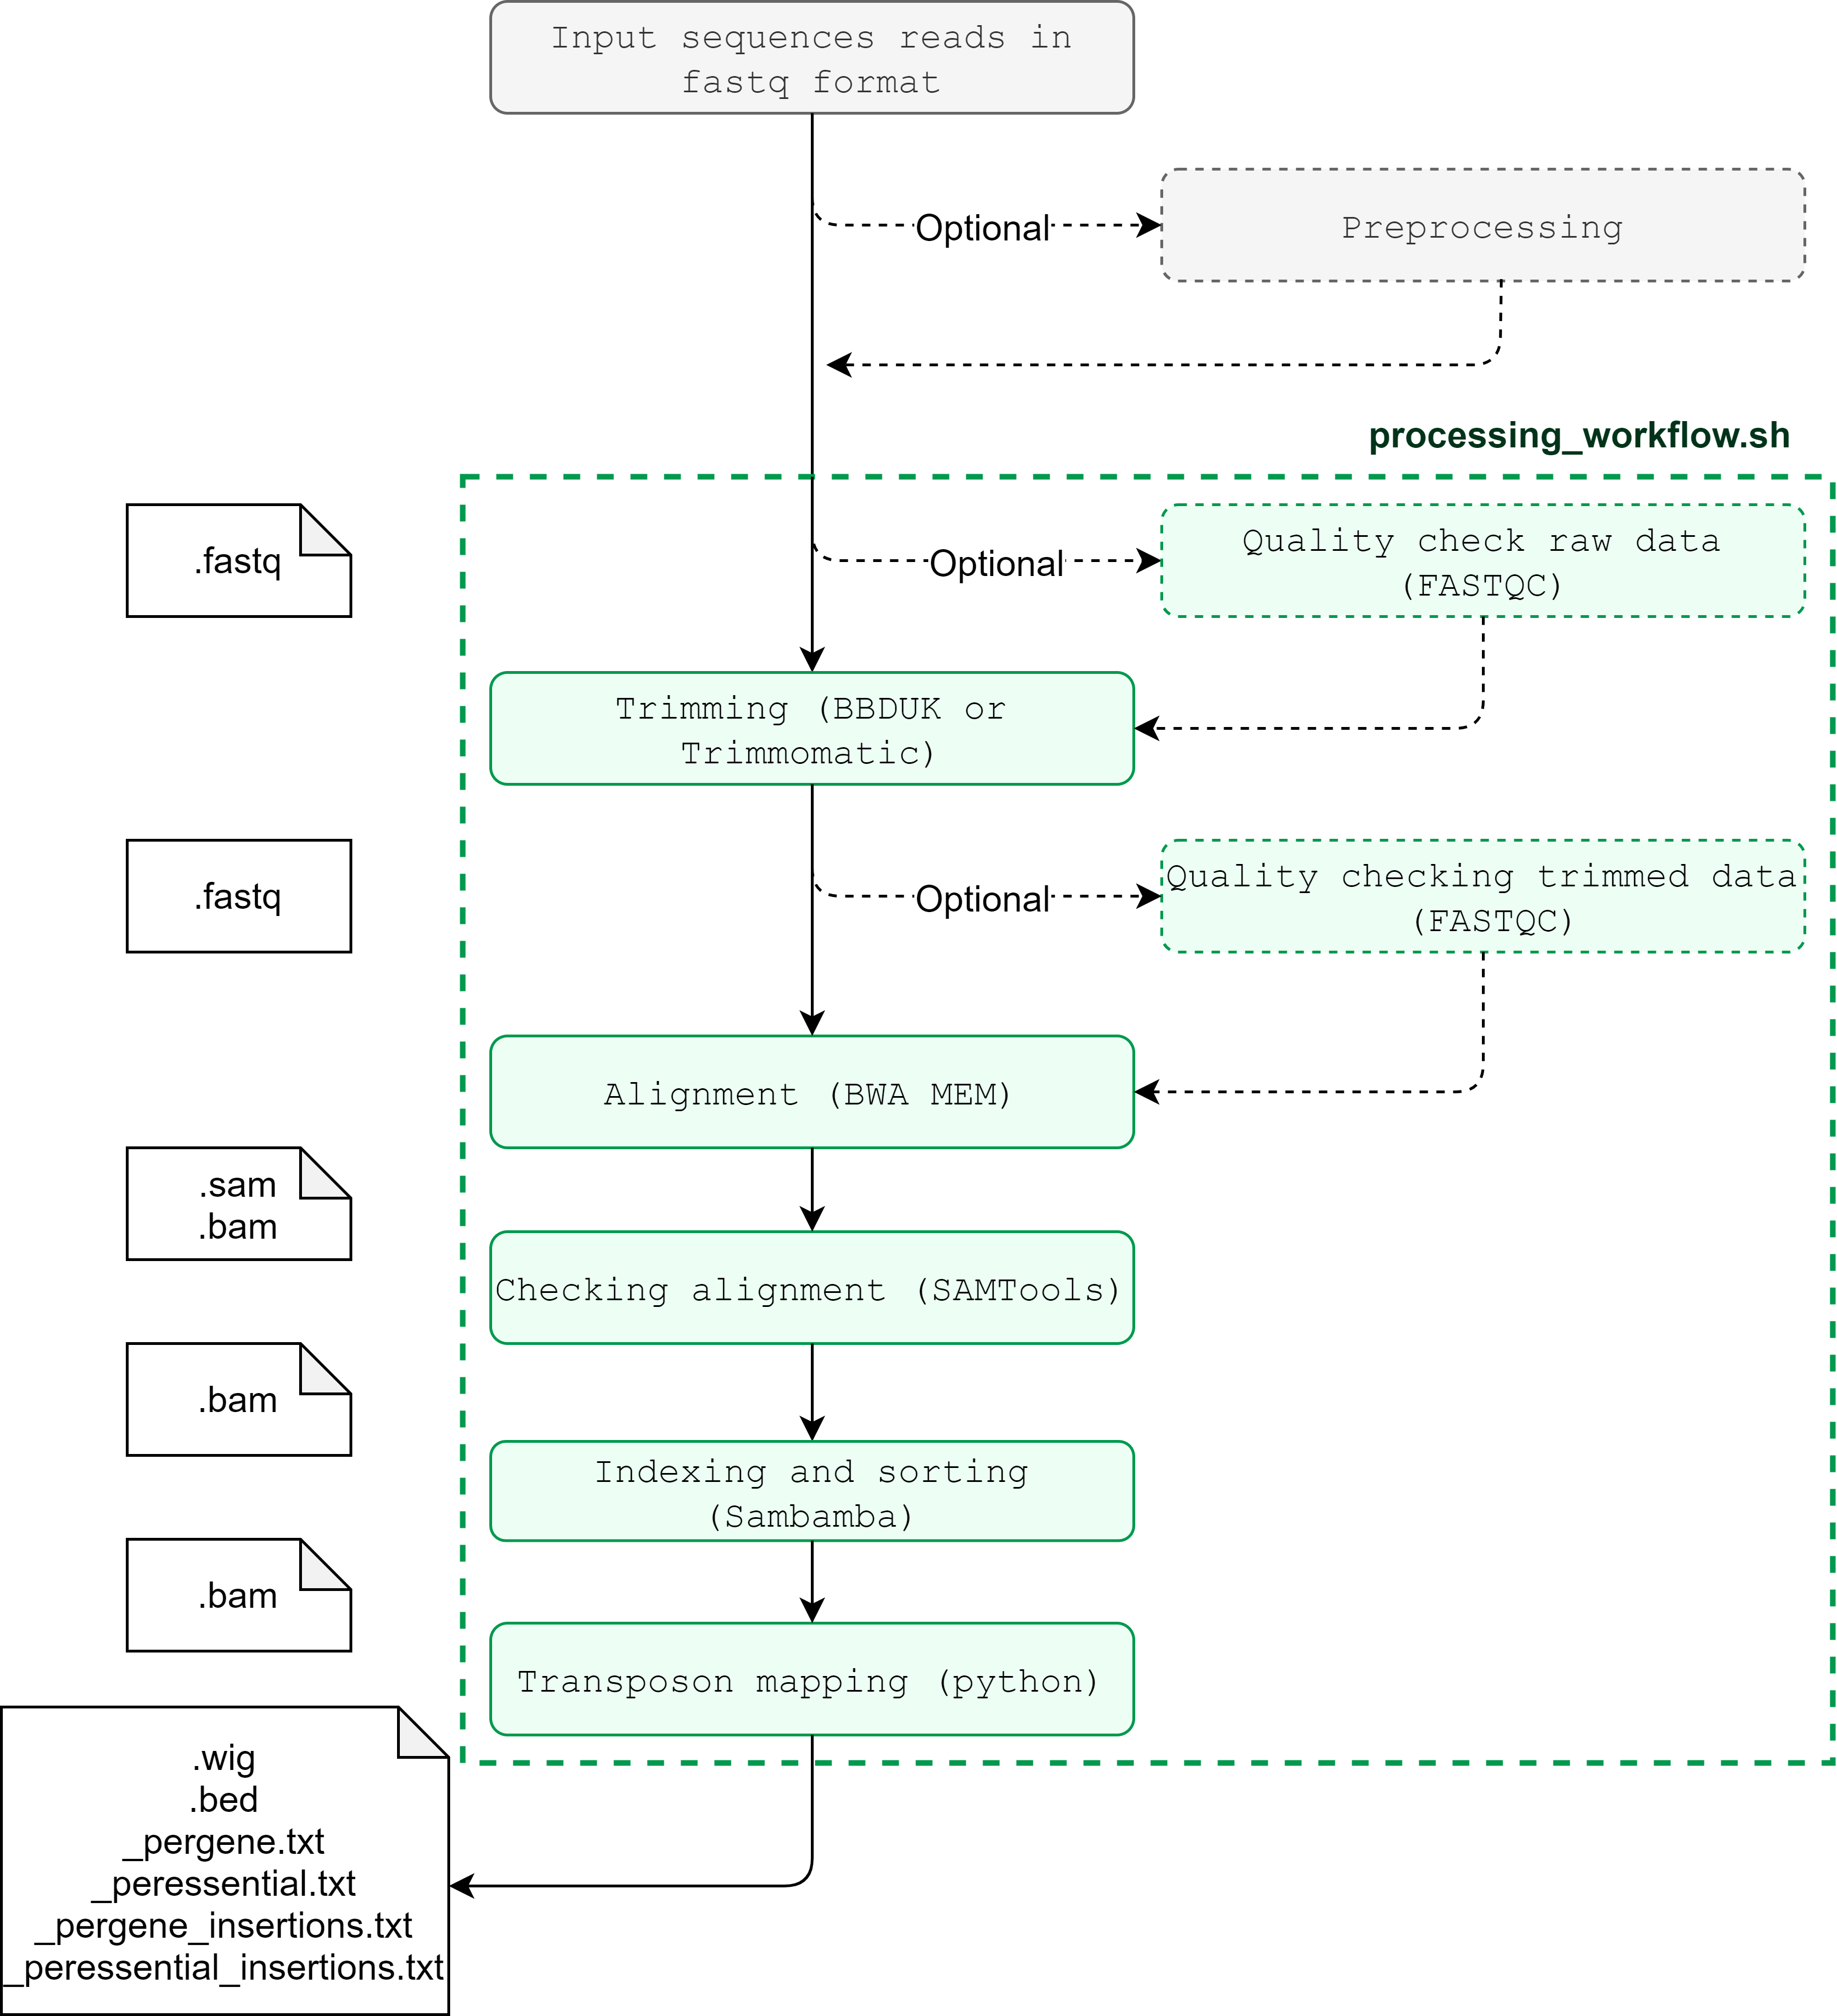 Input sequences reads in
fastq format
Optional
Preprocessing
processing_workflow.sh
.fastq
Optional
Quality check raw data
(FASTQC)
Trimming (BBDUK or
Trimmomatic)
.fastq
Optional
Quality checking trimmed data
(FASTQC)
Alignment (BWA MEM)
.sam
.bam
Checking alignment (SAMTools)
.bam
Indexing and sorting
(Sambamba)
.bam
Transposon mapping (python)
.wig
.bed
_pergene.txt
_peressential.txt
_pergene_insertions.txt
_peressential_insertions.txt